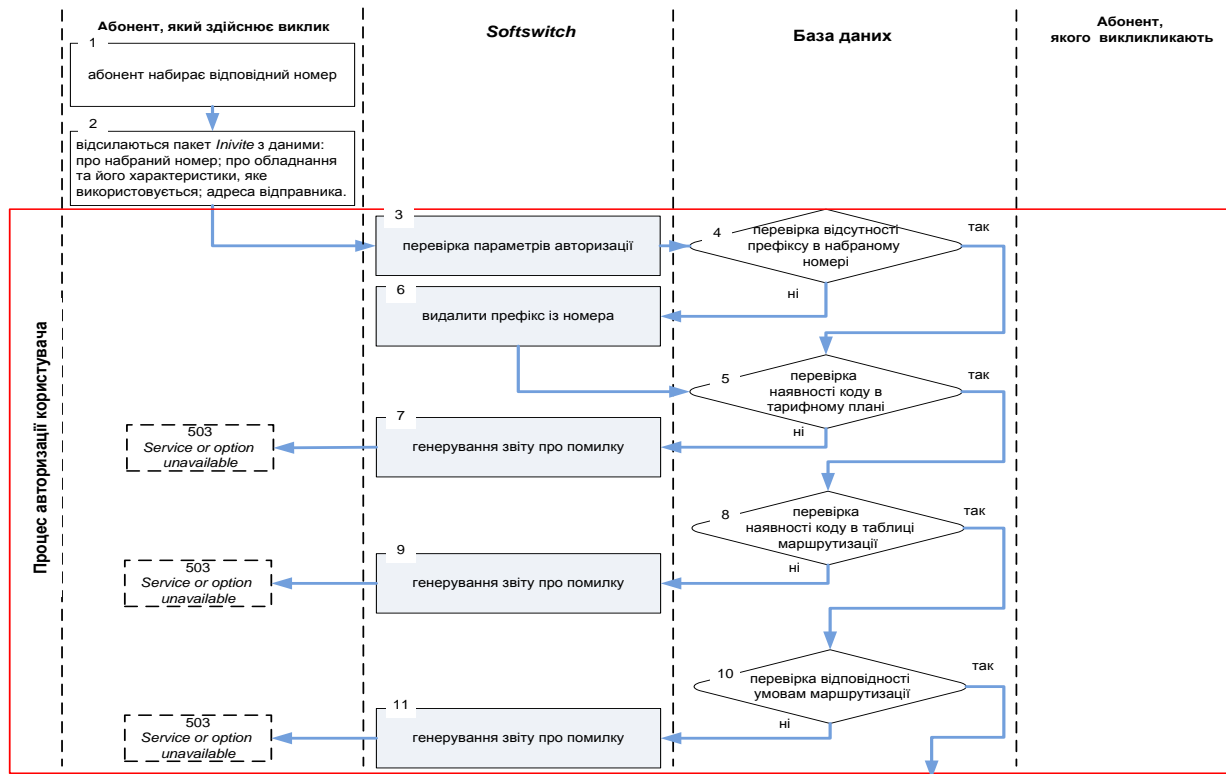 Абонент, який здійснює виклик
Softswitch
База даних
Абонент,
якого викликликають
1
абонент набирає відповідний номер
2
відсилаються пакет Inivite з даними:
про набраний номер; про обладнання
та його характеристики, яке
використовується; адреса відправника.
Процес авторизації користувача
3
перевірка параметрів авторизації
4
перевірка відсутності
префіксу в набраному
номері
так
ні
6
видалити префікс із номера
5
перевірка
наявності коду в
тарифному плані
так
ні
7
генерування звіту про помилку
503
Service or option
unavailable
8
перевірка
наявності коду в таблиці
маршрутизації
так
ні
9
генерування звіту про помилку
503
Service or option
unavailable
10
перевірка відповідності
умовам маршрутизації
так
ні
11
генерування звіту про помилку
503
Service or option
unavailable